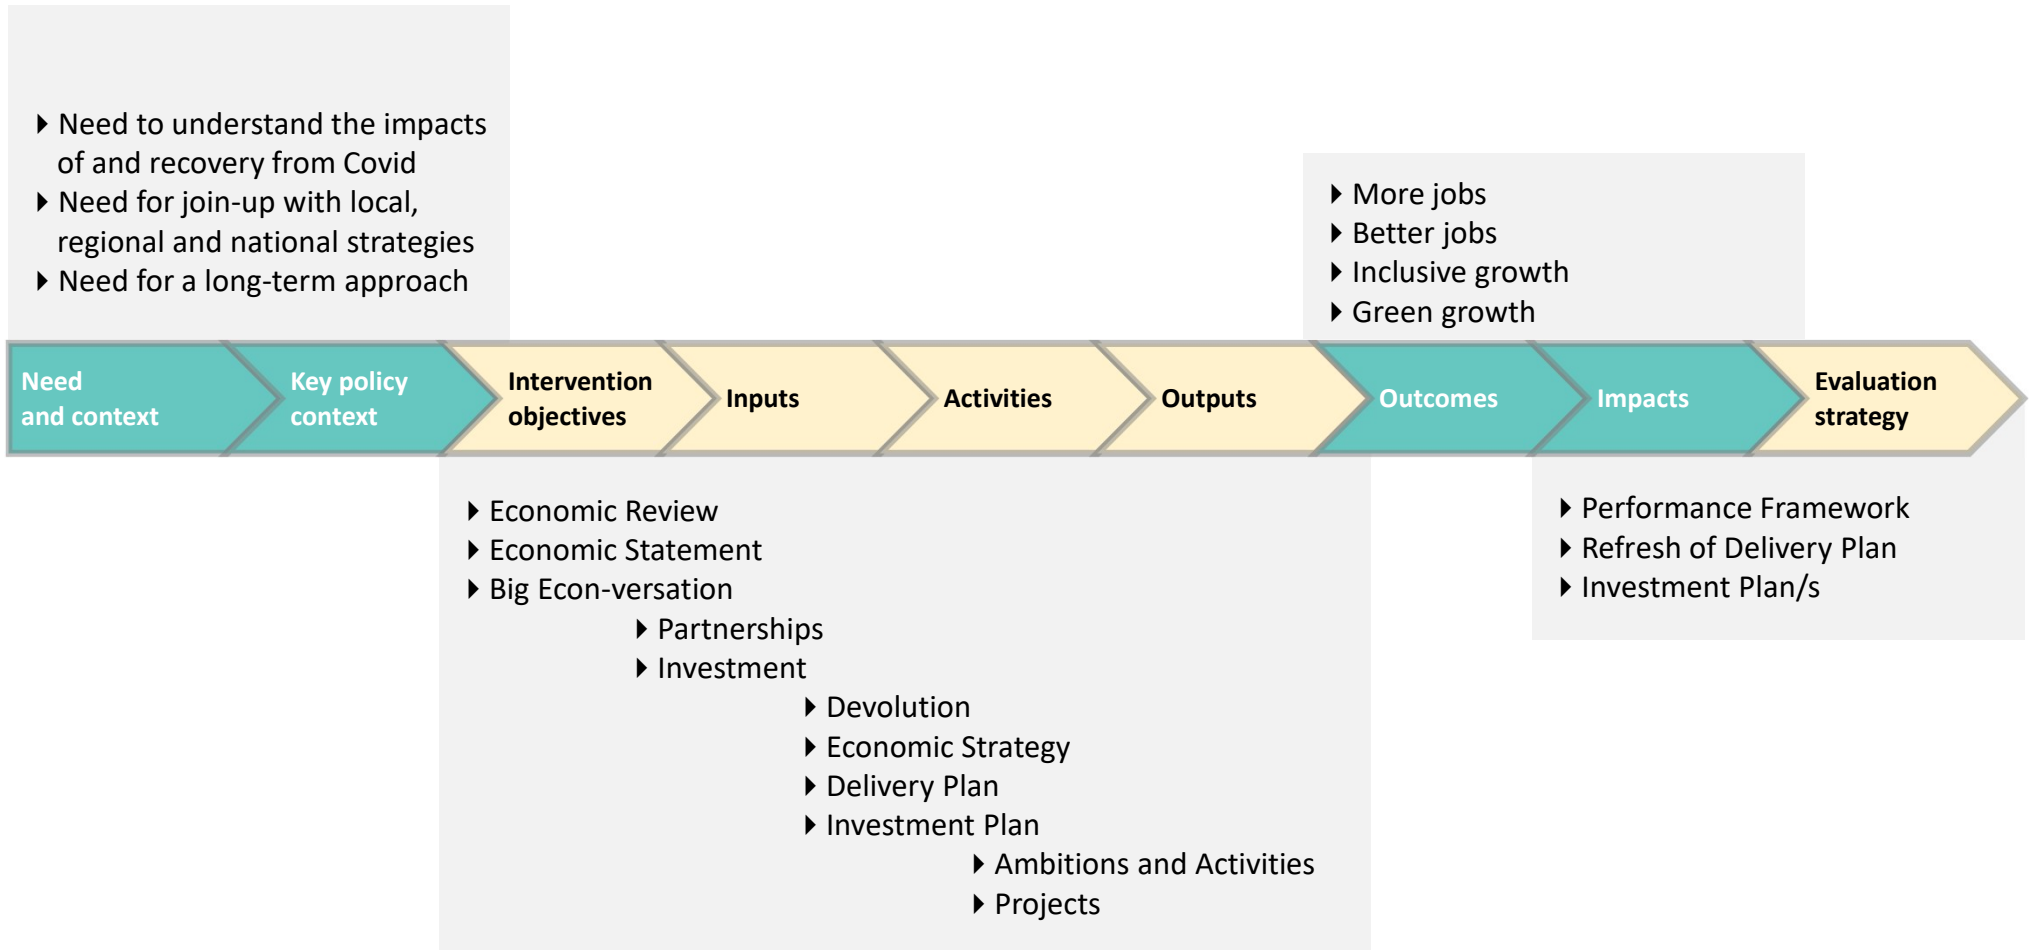 ▶ Need to understand the impacts
of and recovery from Covid
▶ Need for join-up with local,
regional and national strategies
▶ Need for a long-term approach
▶ More jobs
▶ Better jobs
▶ Inclusive growth
▶ Green growth
Need
and context
Key policy
context
Intervention
objectives
Inputs
Activities
Outputs
Outcomes
Impacts
Evaluation
strategy
▶ Economic Review
▶ Economic Statement
▶ Big Econ-versation
▶ Partnerships
▶ Investment
▶ Devolution
▶ Economic Strategy
▶ Delivery Plan
▶ Investment Plan
▶ Ambitions and Activities
▶ Projects
▶ Performance Framework
▶ Refresh of Delivery Plan
▶ Investment Plan/s